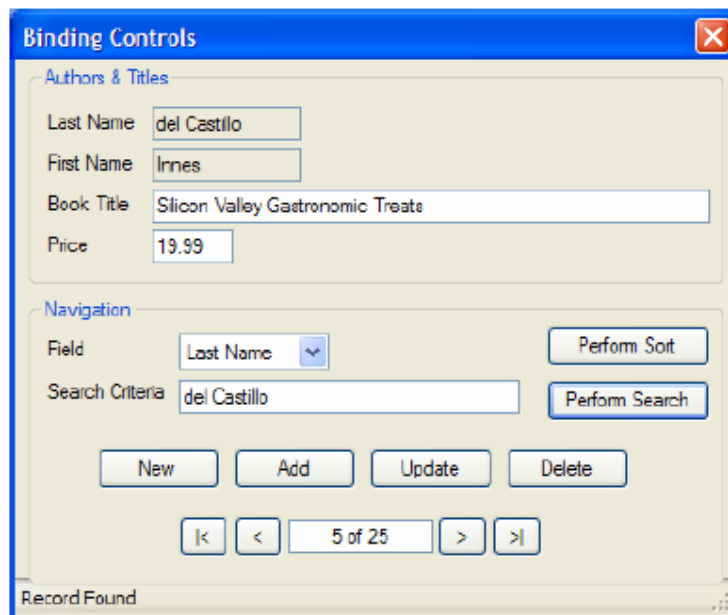 Binding Controls
Authors & Titles
Last Name del Castillo
First Name Innes
Book Title Silicon Valley Gastronomic Treats
Price 19.99
Navigation
Field Last Name Perform Sort
Search Criteria del Castillo Perform Search
New Add Update Delete
|< < 5 of 25 > >|
Record Found